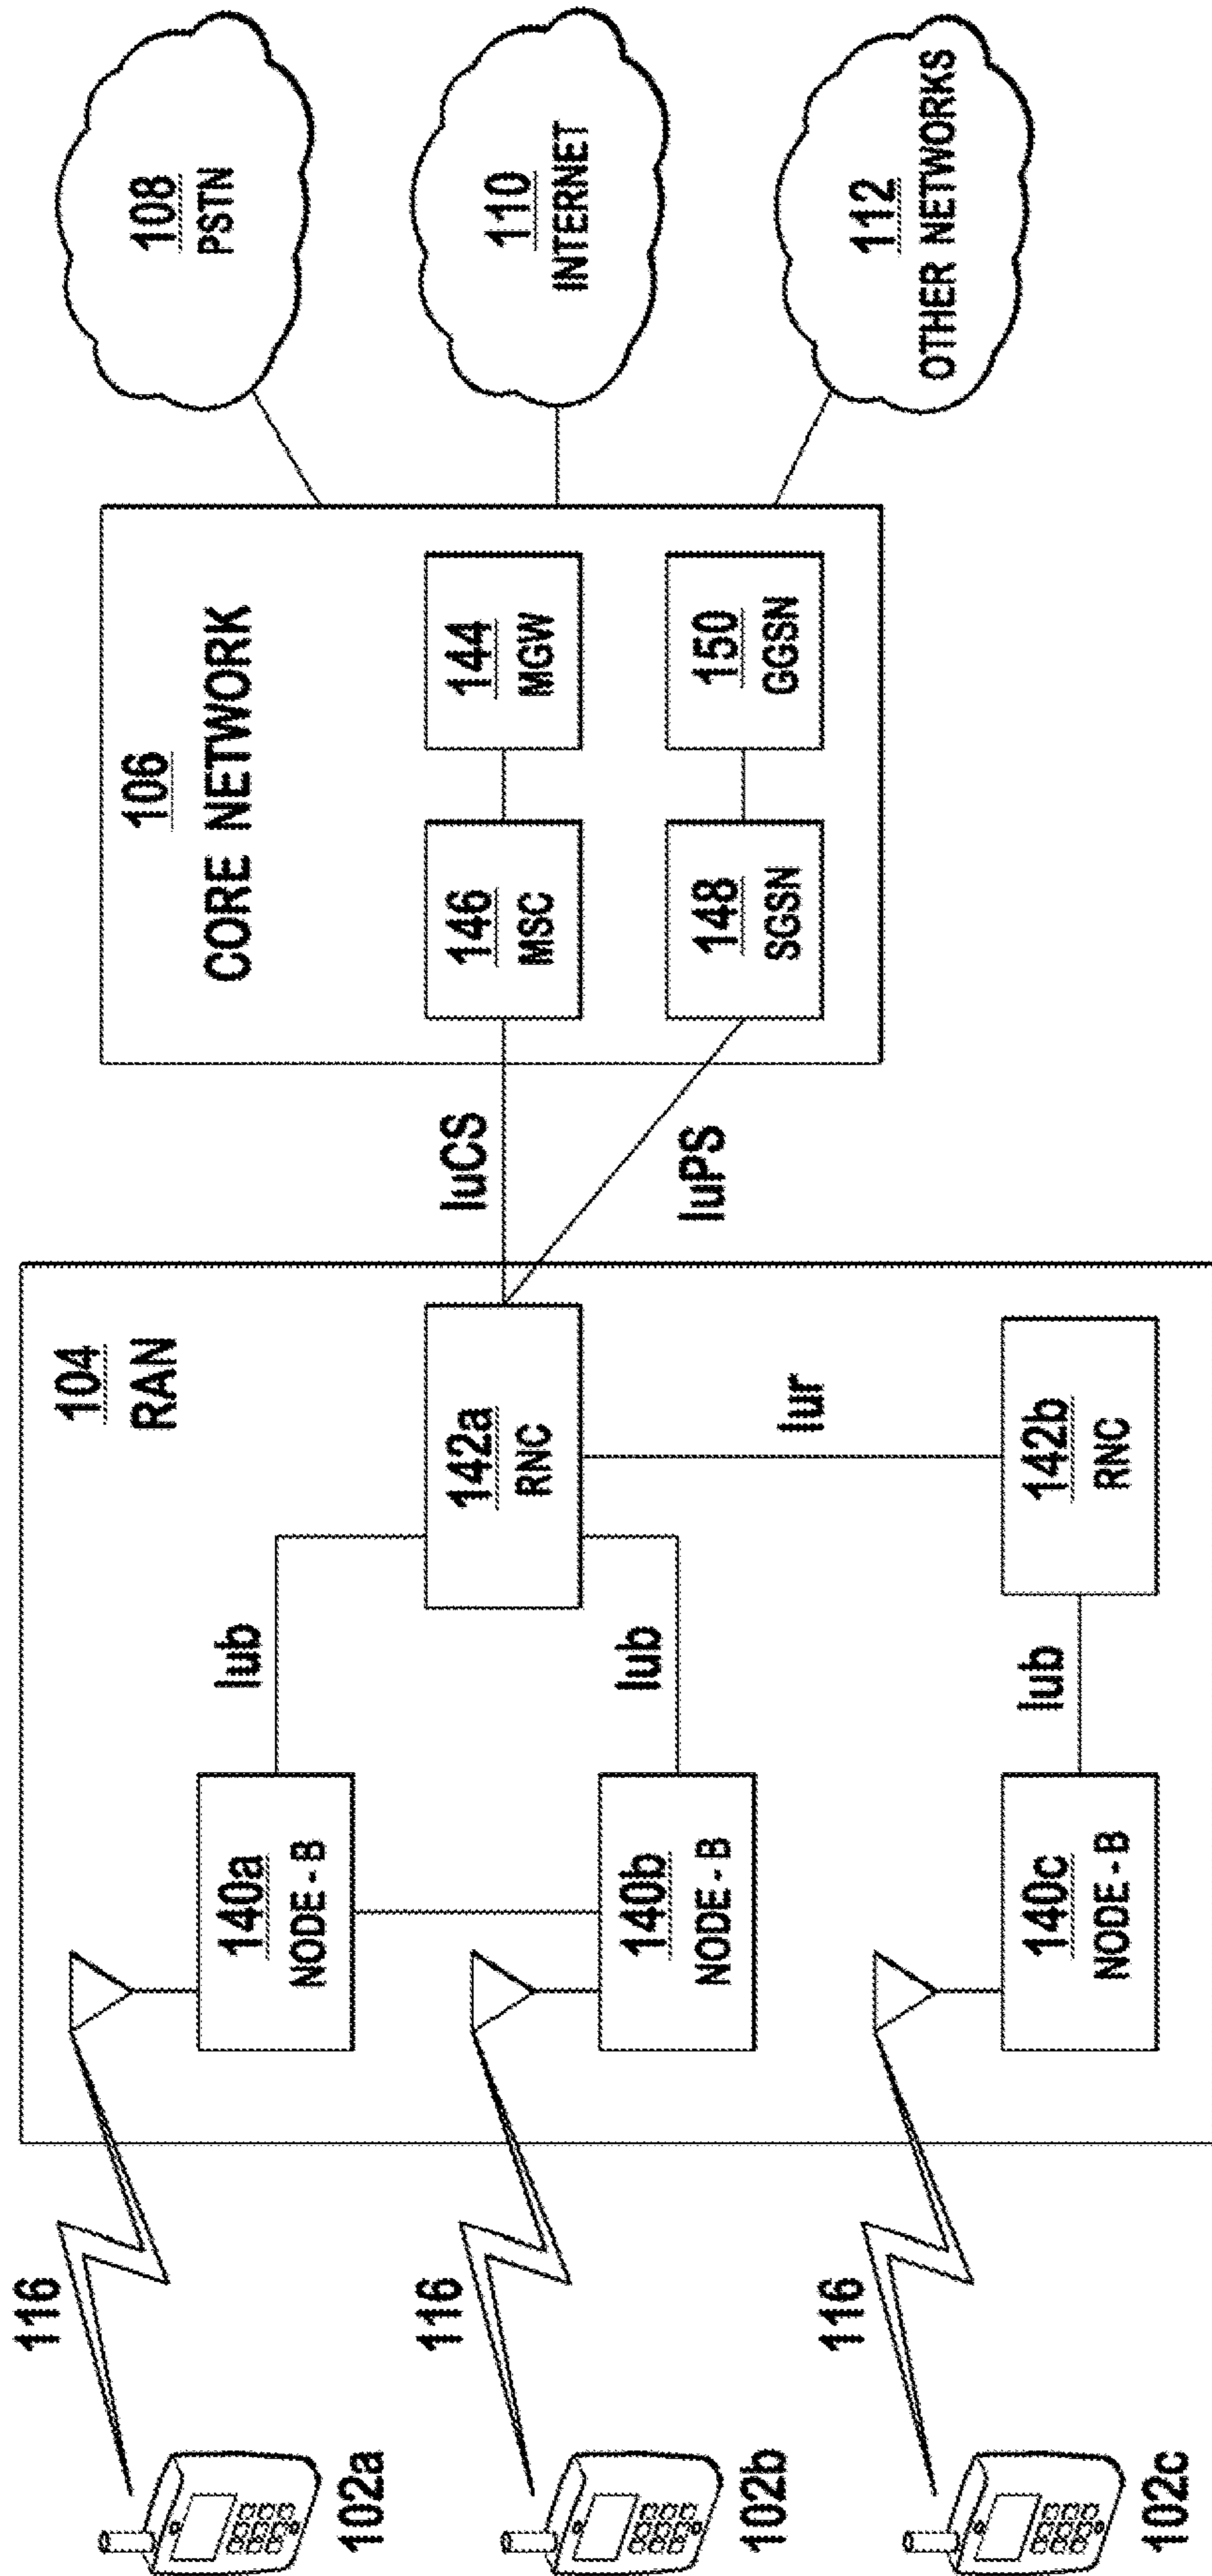 102a
116
102b
116
102c
116
104
RAN
140a
NODE - B
140b
NODE - B
140c
NODE - B
Iub
Iub
Iub
142a
RNC
Iur
142b
RNC
IuCS
IuPS
106
CORE NETWORK
146
MSC
144
MGW
148
SGSN
150
GGSN
108
PSTN
110
INTERNET
112
OTHER NETWORKS